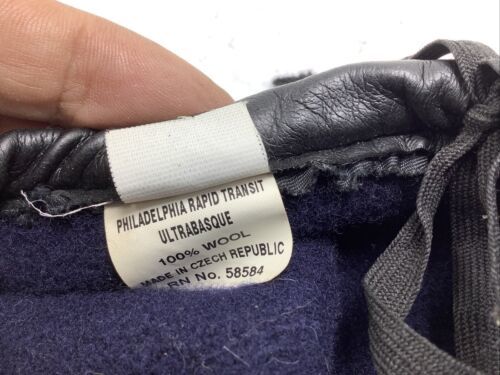 PHILADELPHIA RAPID TRANSIT
ULTRABASQUE
100% WOOL
MADE IN CZECH REPUBLIC
RN No. 58584